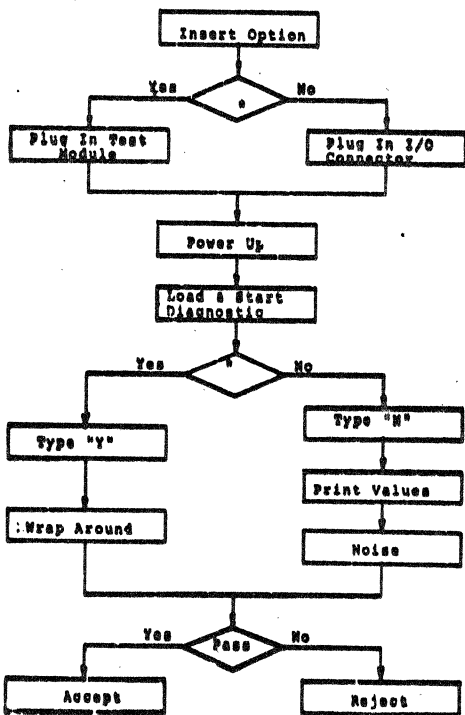 Insert Option
Yes
No
*
Plug In Test
Module
Plug In I/O
Connector
Power Up
Load & Start
Diagnostic
Yes
*
No
Type "Y"
Type "N"
Print Values
Wrap Around
Noise
Yes
Pass
No
Accept
Reject